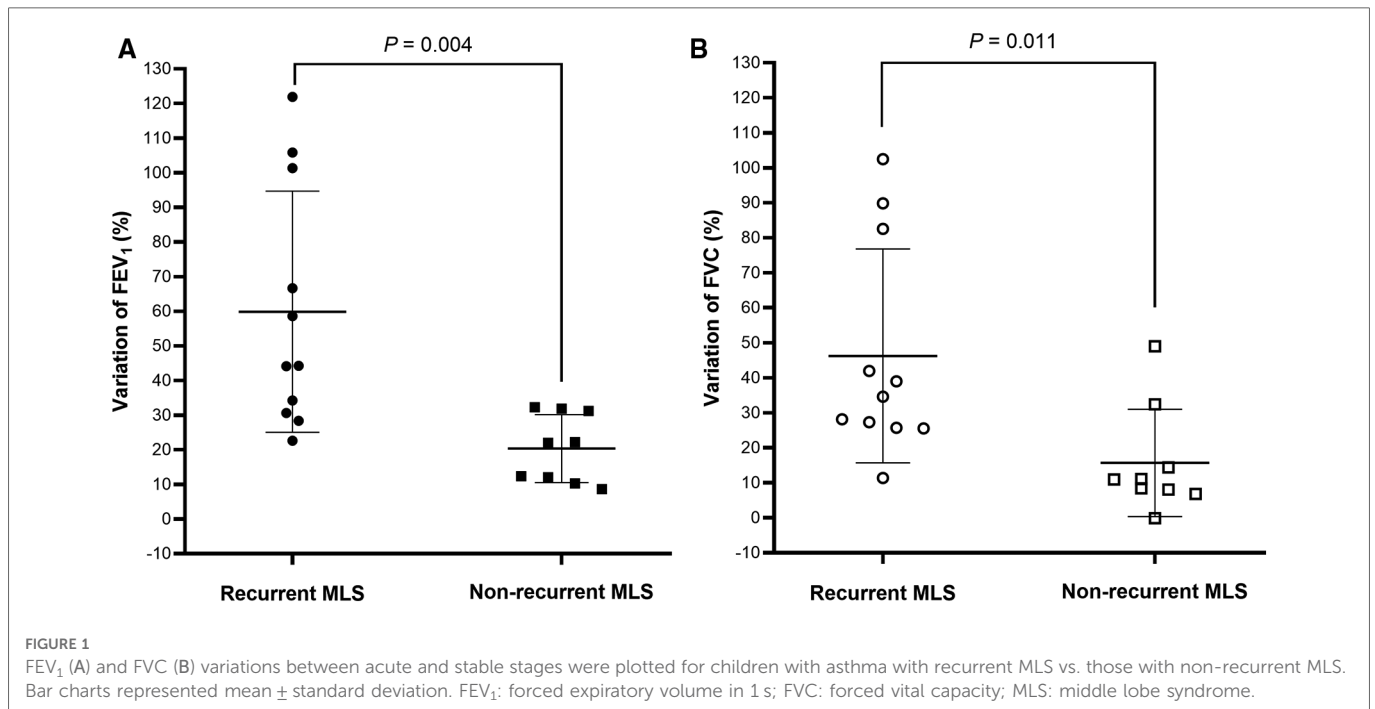 A
P = 0.004
130
120
110
100
90
80
70
60
50
40
30
20
10
0
-10
Variation of FEV₁ (%)
Recurrent MLS
Non-recurrent MLS
B
P = 0.011
130
120
110
100
90
80
70
60
50
40
30
20
10
0
-10
Variation of FVC (%)
Recurrent MLS
Non-recurrent MLS
FIGURE 1
FEV₁ (A) and FVC (B) variations between acute and stable stages were plotted for children with asthma with recurrent MLS vs. those with non-recurrent MLS.
Bar charts represented mean ± standard deviation. FEV₁: forced expiratory volume in 1 s; FVC: forced vital capacity; MLS: middle lobe syndrome.